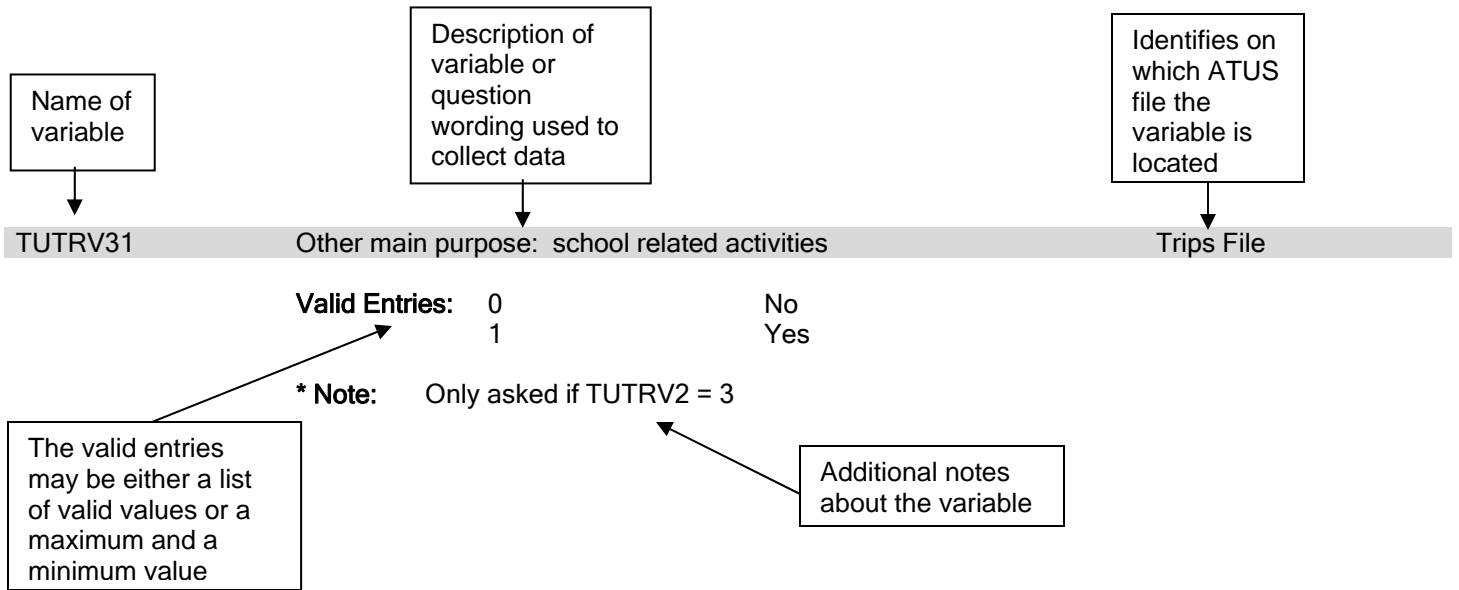 Name of
variable
Description of
variable or
question
wording used to
collect data
Identifies on
which ATUS
file the
variable is
located
TUTRV31 Other main purpose: school related activities Trips File
Valid Entries: 0 No
1 Yes
* Note: Only asked if TUTRV2 = 3
The valid entries
may be either a list
of valid values or a
maximum and a
minimum value
Additional notes
about the variable